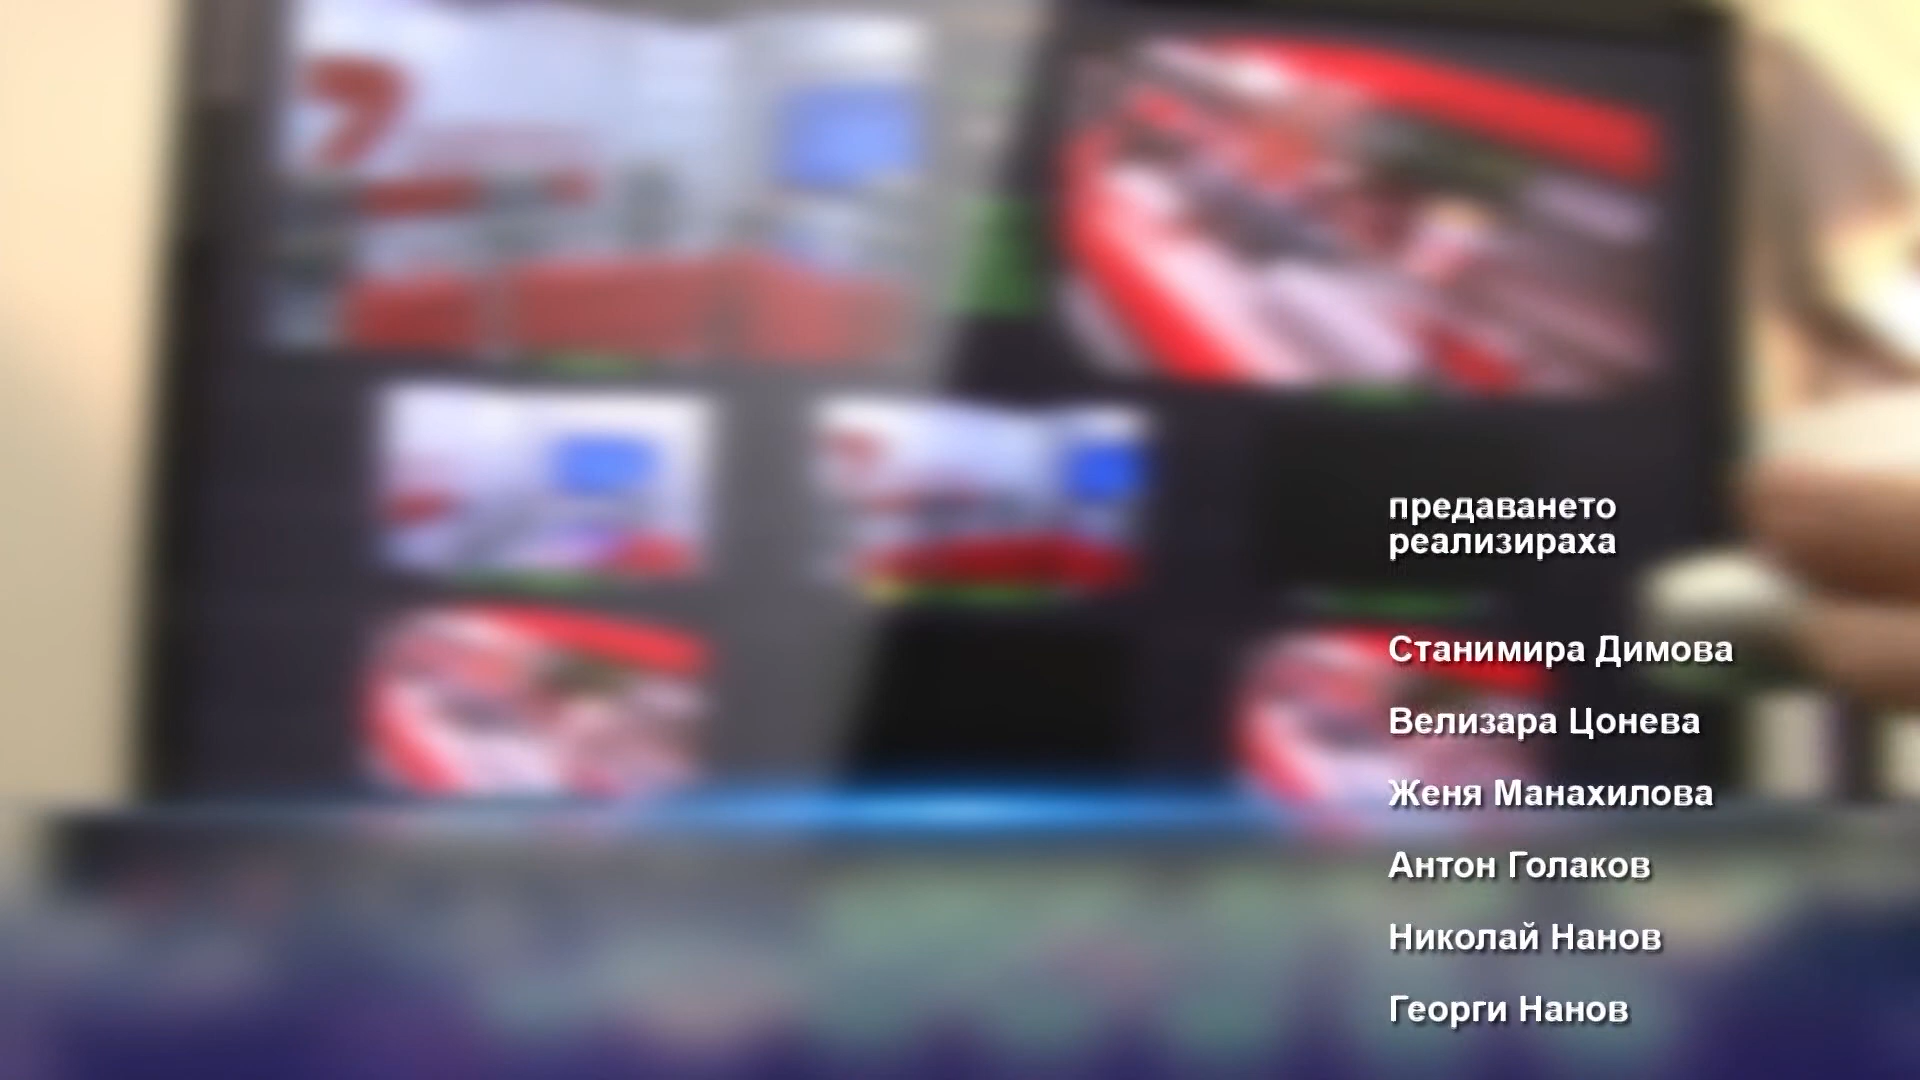 предаването
реализираха
Станимира Димова
Велизара Цонева
Женя Манахилова
Антон Голаков
Николай Нанов
Георги Нанов